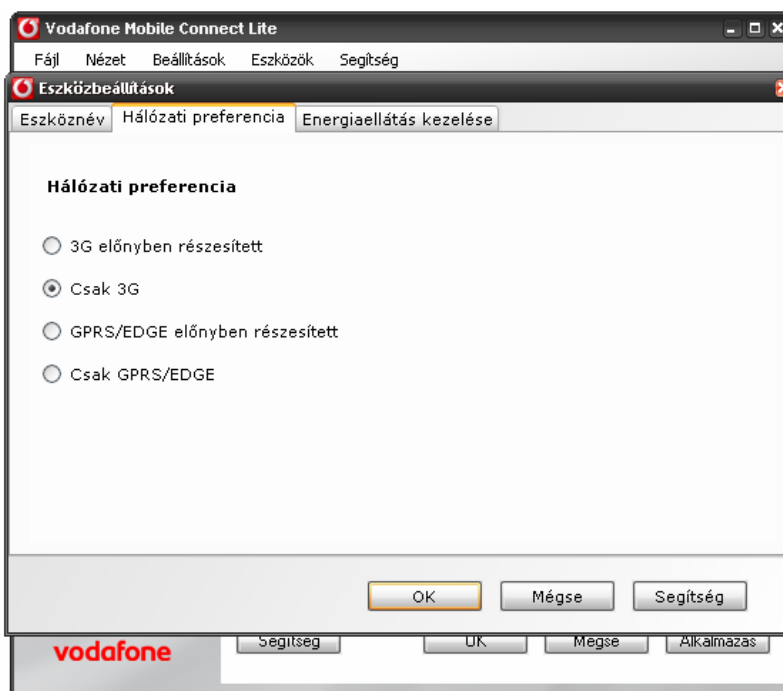 Vodafone Mobile Connect Lite
Fájl Nézet Beállítások Eszközök Segítség
Eszközbeállítások
Eszköznév Hálózati preferencia Energiaellátás kezelése
Hálózati preferencia
3G előnyben részesített
Csak 3G
GPRS/EDGE előnyben részesített
Csak GPRS/EDGE
OK Mégse Segítség
Segítség OK Mégse Alkalmazás
vodafone